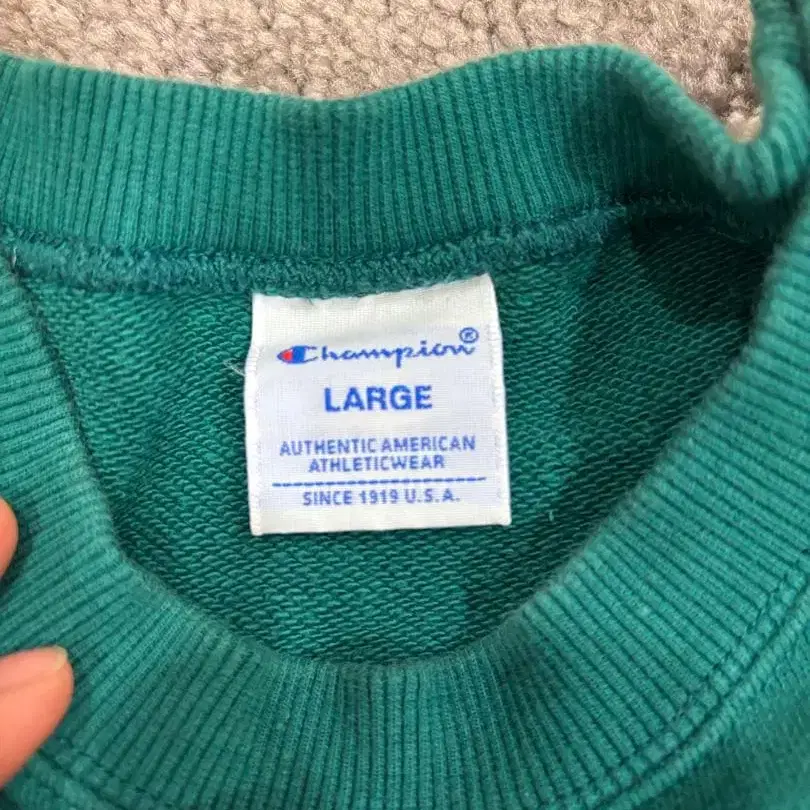 Champion®
LARGE
AUTHENTIC AMERICAN
ATHLETICWEAR
SINCE 1919 U.S.A.